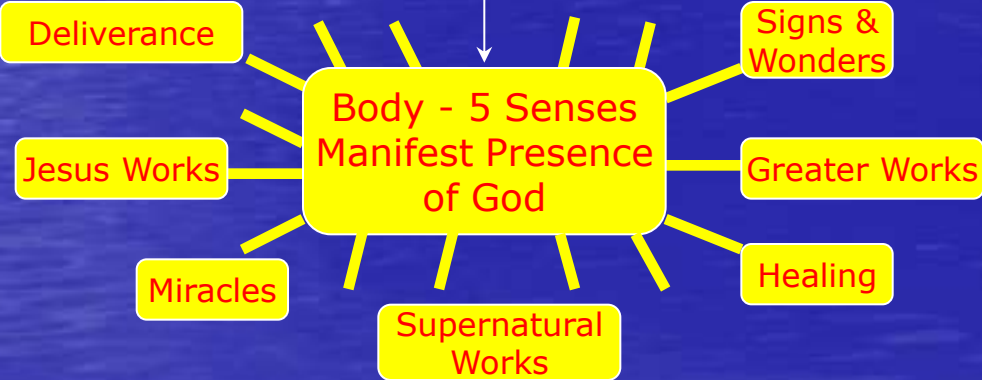 Deliverance
Signs &
Wonders
Body - 5 Senses
Manifest Presence
of God
Jesus Works
Greater Works
Miracles
Healing
Supernatural
Works